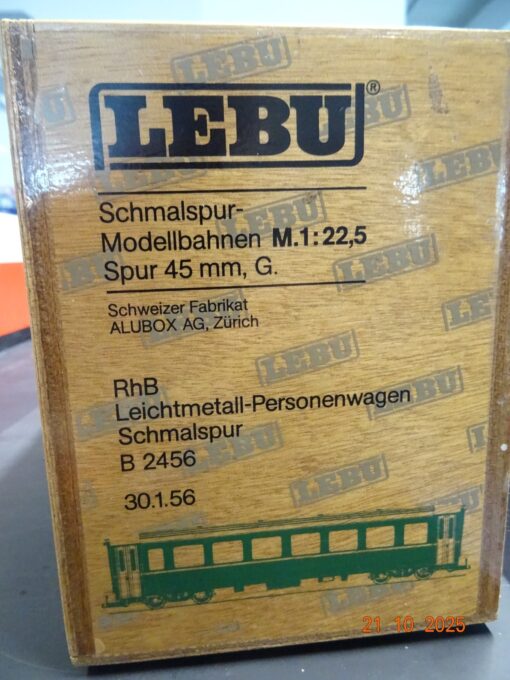 LEBU®
Schmalspur-
Modellbahnen M.1:22,5
Spur 45 mm, G.
Schweizer Fabrikat
ALUBOX AG, Zürich
RhB
Leichtmetall-Personenwagen
Schmalspur
B 2456
30.1.56
21 10 2025